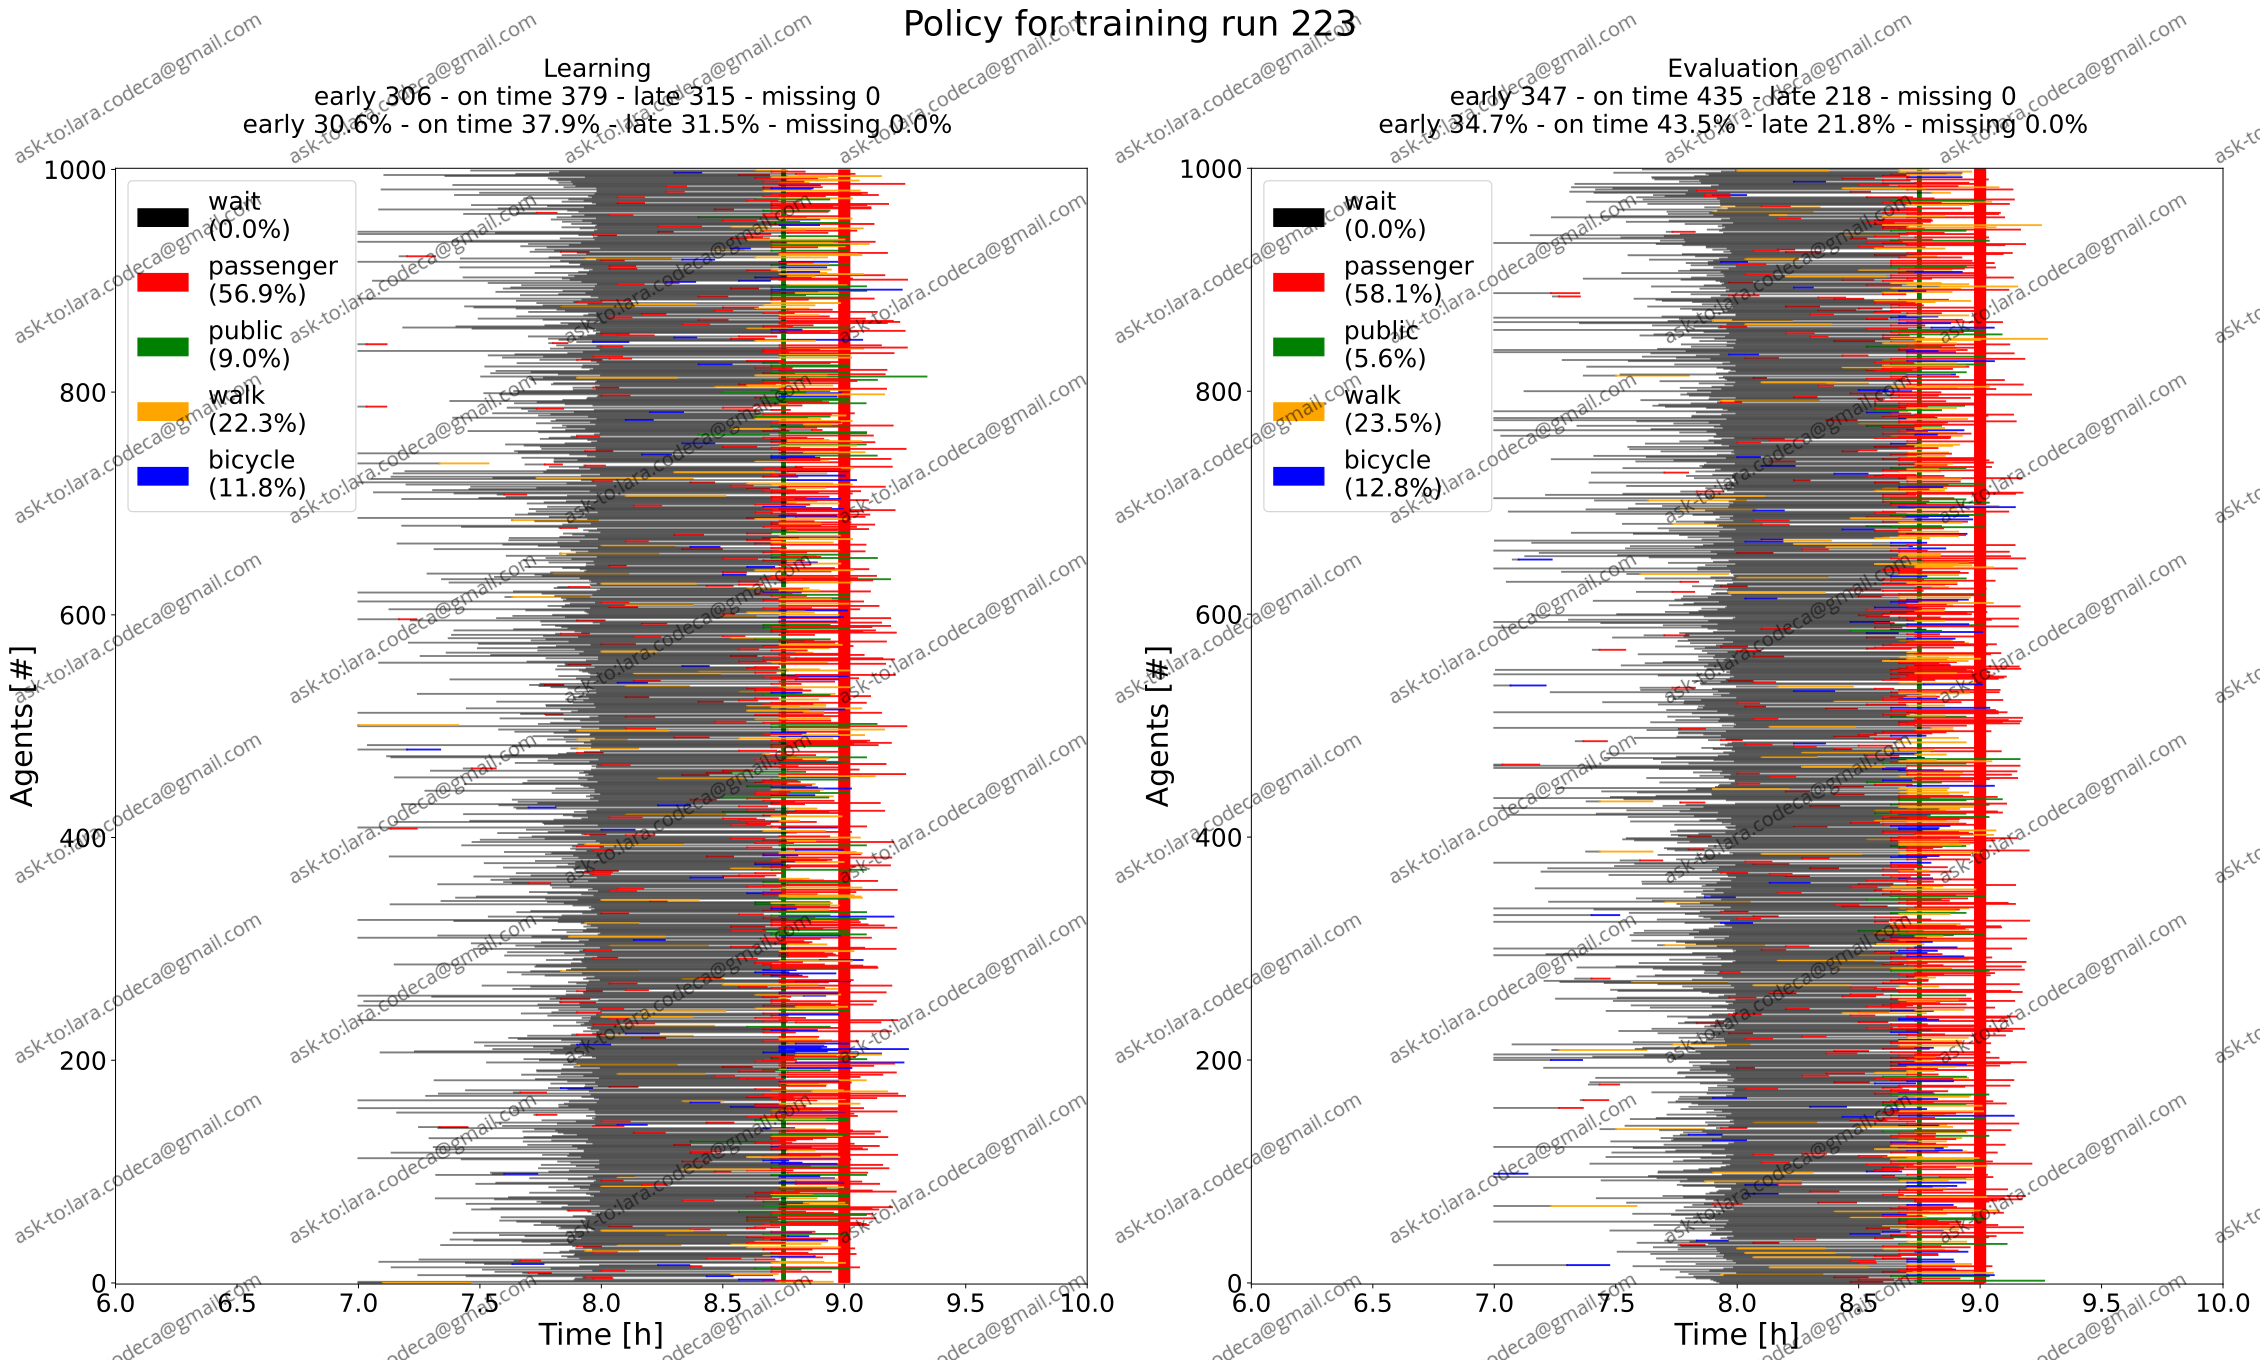 Policy for training run 223
Learning
early 306 - on time 379 - late 315 - missing 0
early 30.6% - on time 37.9% - late 31.5% - missing 0.0%
1000
800
600
400
200
0
Agents [#]
wait
(0.0%)
passenger
(56.9%)
public
(9.0%)
walk
(22.3%)
bicycle
(11.8%)
6.0 6.5 7.0 7.5 8.0 8.5 9.0 9.5 10.0
Time [h]
Evaluation
early 347 - on time 435 - late 218 - missing 0
early 34.7% - on time 43.5% - late 21.8% - missing 0.0%
1000
800
600
400
200
0
Agents [#]
wait
(0.0%)
passenger
(58.1%)
public
(5.6%)
walk
(23.5%)
bicycle
(12.8%)
6.0 6.5 7.0 7.5 8.0 8.5 9.0 9.5 10.0
Time [h]
ask-to:lara.codeca@gmail.com